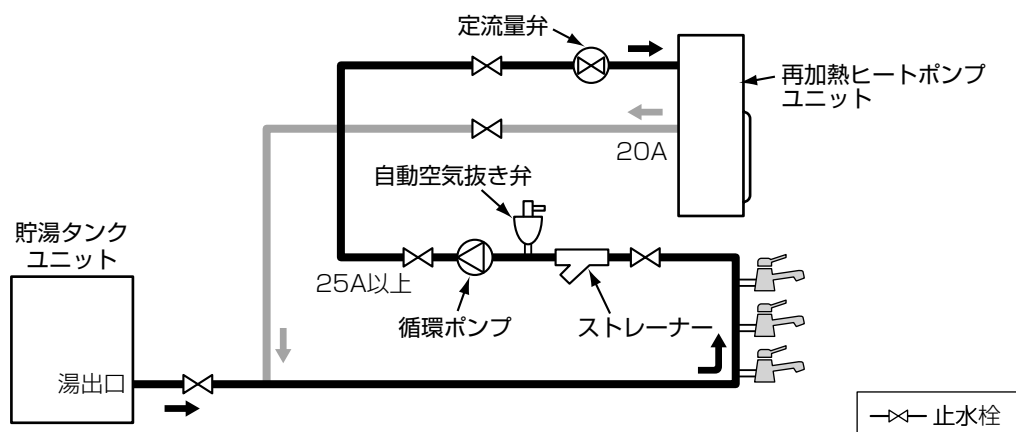 定流量弁
再加熱ヒートポンプ
ユニット
20A
自動空気抜き弁
貯湯タンク
ユニット
25A以上
循環ポンプ
ストレーナー
湯出口
止水栓